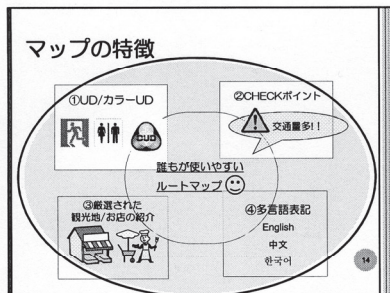 マップの特徴
①UD/カラーUD
CUD
②CHECKポイント
交通量多!!
誰もが使いやすい
ルートマップ
③厳選された
観光地/お店の紹介
④多言語表記
English
中文
한국어
14